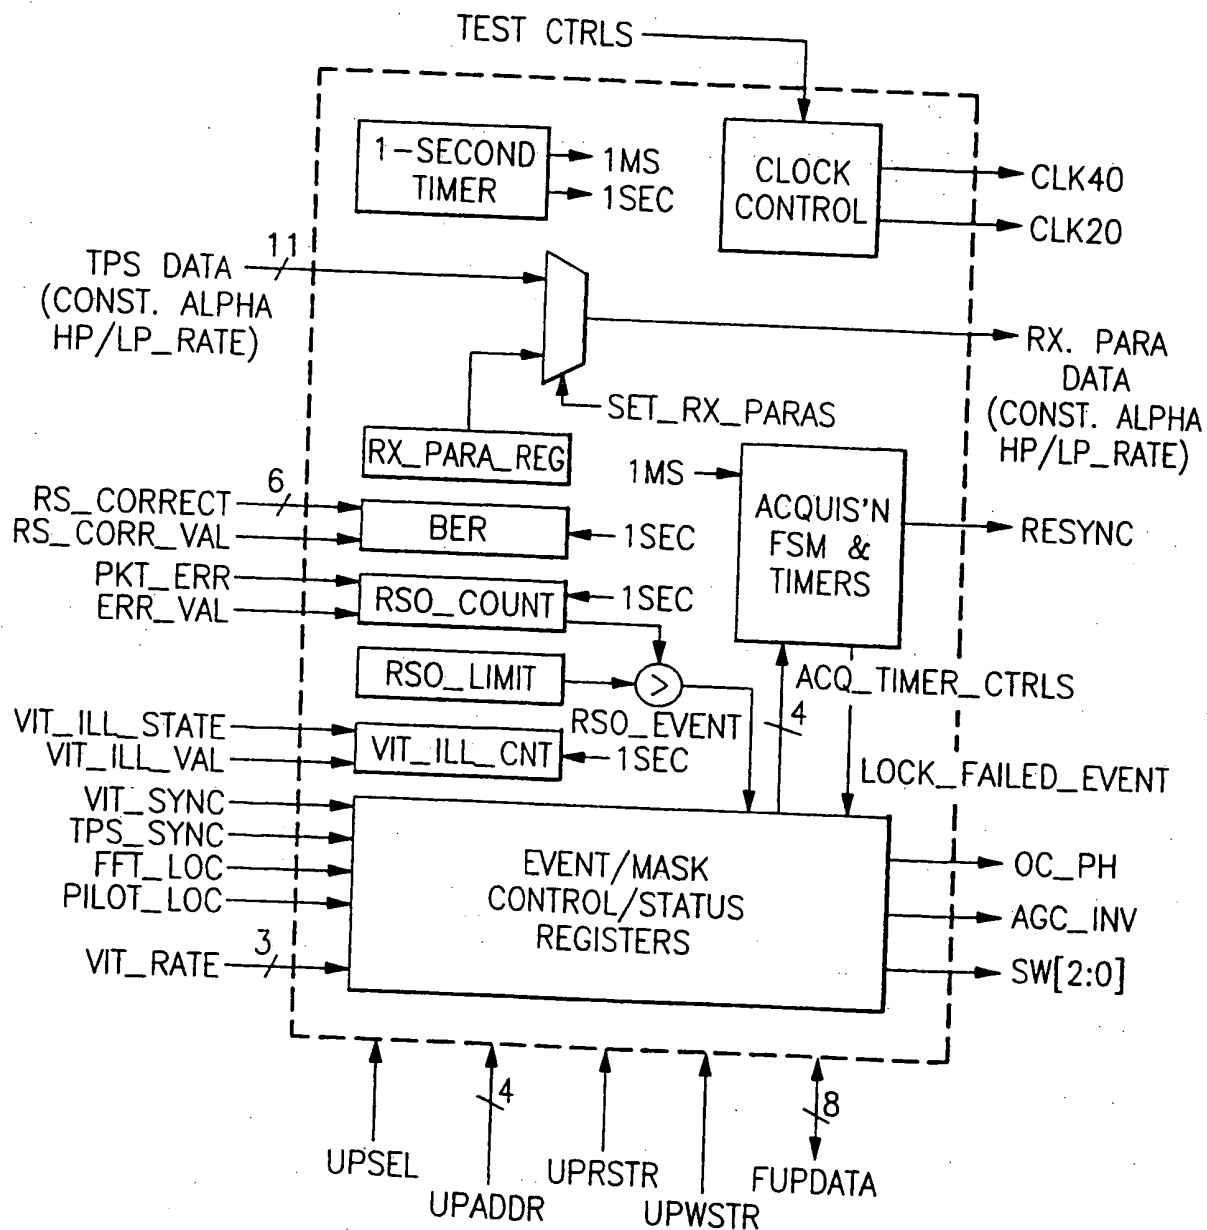 TEST CTRLS
1-SECOND
TIMER
1MS
1SEC
CLOCK
CONTROL
CLK40
CLK20
11
TPS DATA
(CONST. ALPHA
HP/LP_RATE)
RX. PARA
DATA
(CONST. ALPHA
HP/LP_RATE)
SET_RX_PARAS
RX_PARA_REG
1MS
ACQUIS'N
FSM &
TIMERS
RESYNC
6
RS_CORRECT
RS_CORR_VAL
BER
1SEC
PKT_ERR
ERR_VAL
RSO_COUNT
1SEC
RSO_LIMIT
>
RSO_EVENT
ACQ_TIMER_CTRLS
4
VIT_ILL_STATE
VIT_ILL_VAL
VIT_ILL_CNT
1SEC
LOCK_FAILED_EVENT
VIT_SYNC
TPS_SYNC
FFT_LOC
PILOT_LOC
VIT_RATE
3
EVENT/MASK
CONTROL/STATUS
REGISTERS
OC_PH
AGC_INV
SW[2:0]
4
8
UPSEL
UPADDR
UPRSTR
UPWSTR
FUPDATA